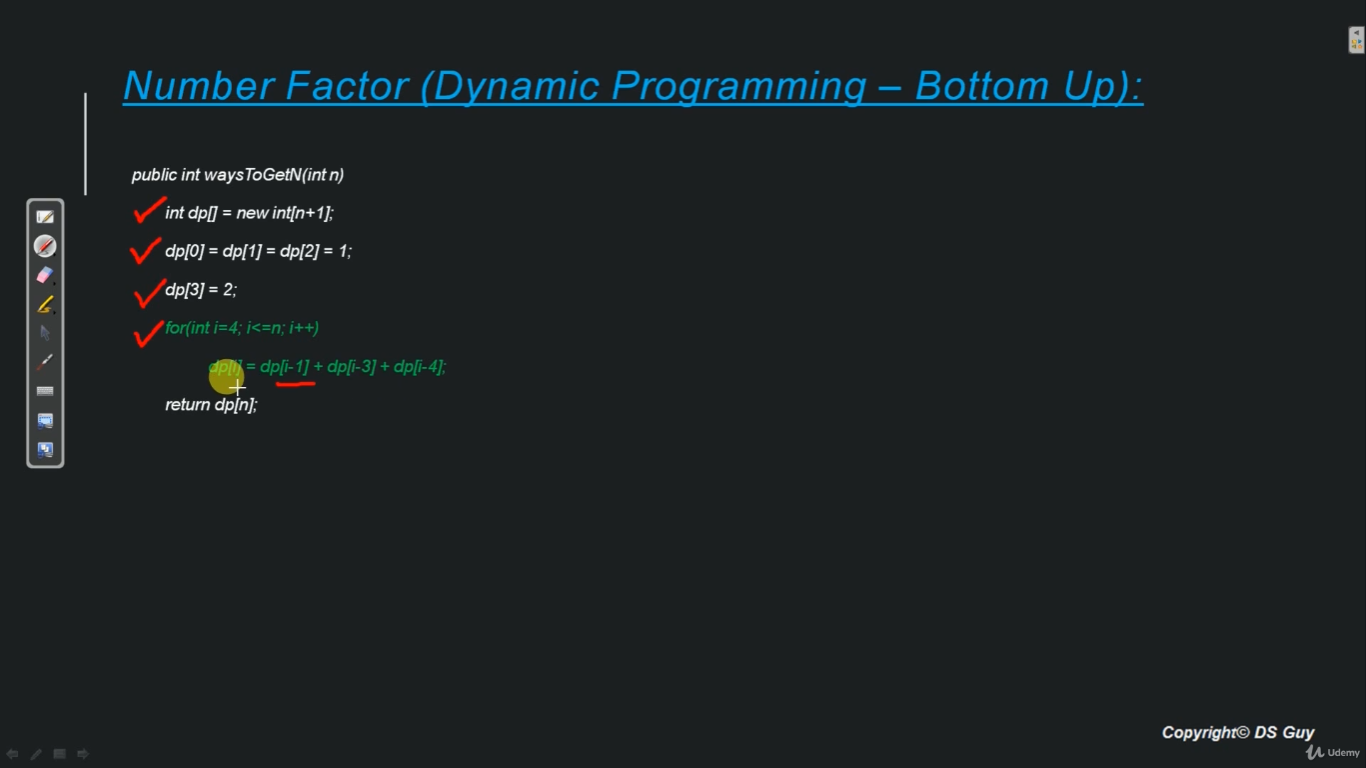 Number Factor (Dynamic Programming – Bottom Up):
public int waysToGetN(int n)
int dp[] = new int[n+1];
dp[0] = dp[1] = dp[2] = 1;
dp[3] = 2;
for(int i=4; i<=n; i++)
dp[i] = dp[i-1] + dp[i-3] + dp[i-4];
return dp[n];
Copyright© DS Guy
Udemy